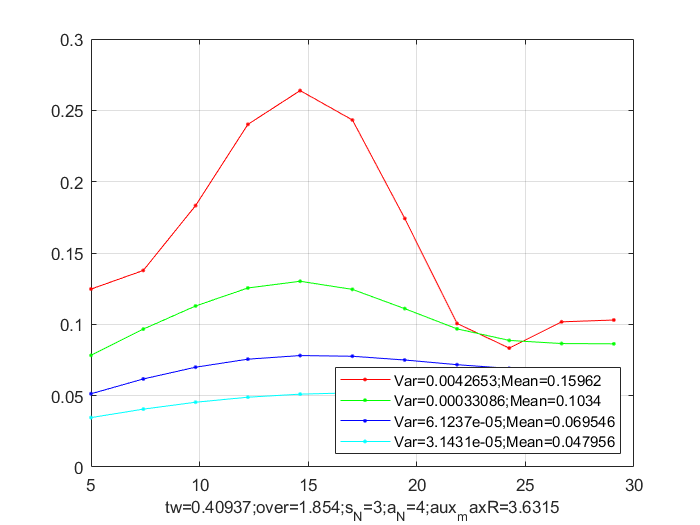 0.3
0.25
0.2
0.15
0.1
0.05
0
Var=0.0042653;Mean=0.15962
Var=0.00033086;Mean=0.1034
Var=6.1237e-05;Mean=0.069546
Var=3.1431e-05;Mean=0.047956
5 10 15 20 25 30
tw=0.40937;over=1.854;s_N=3;a_N=4;aux_maxR=3.6315